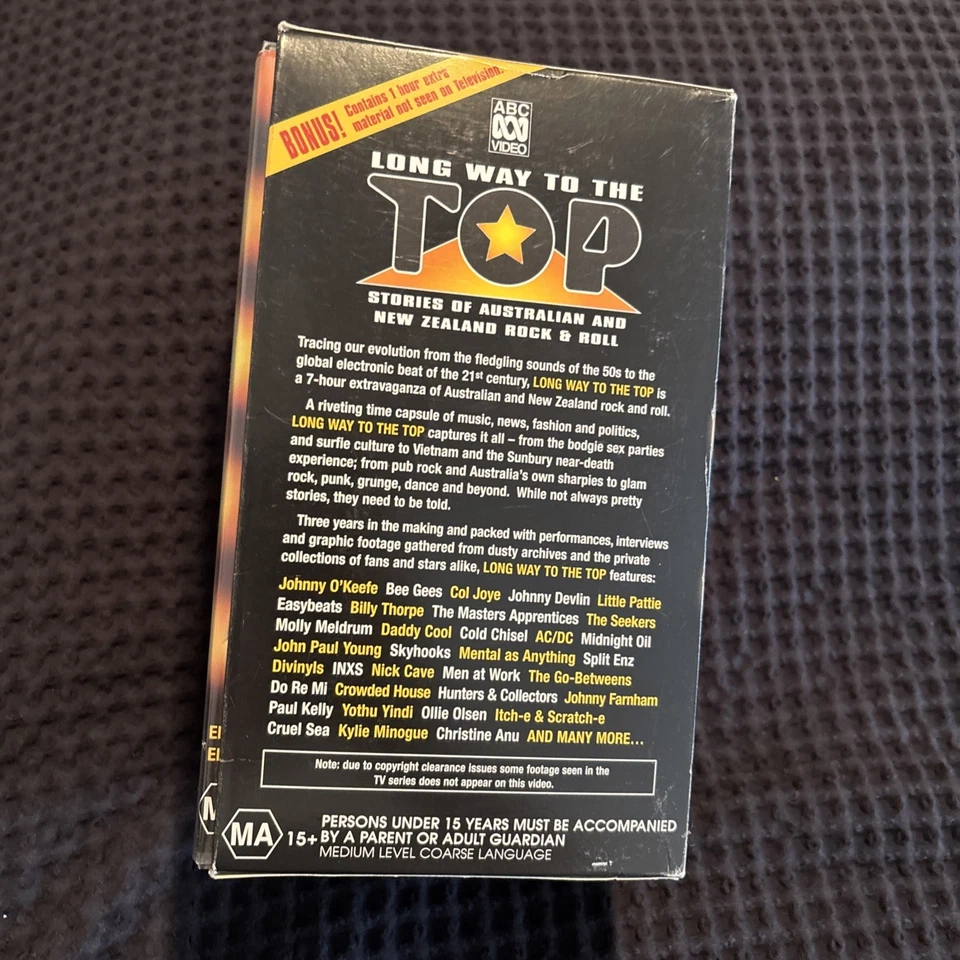 BONUS! Contains 1 hour extra
material not seen on Television.
ABC
VIDEO
LONG WAY TO THE
TOP
STORIES OF AUSTRALIAN AND
NEW ZEALAND ROCK & ROLL
Tracing our evolution from the fledgling sounds of the 50s to the
global electronic beat of the 21st century, LONG WAY TO THE TOP is
a 7-hour extravaganza of Australian and New Zealand rock and roll.
A riveting time capsule of music, news, fashion and politics,
LONG WAY TO THE TOP captures it all – from the bodgie sex parties
and surfie culture to Vietnam and the Sunbury near-death
experience; from pub rock and Australia's own sharpies to glam
rock, punk, grunge, dance and beyond. While not always pretty
stories, they need to be told.
Three years in the making and packed with performances, interviews
and graphic footage gathered from dusty archives and the private
collections of fans and stars alike, LONG WAY TO THE TOP features:
Johnny O'Keefe Bee Gees Col Joye Johnny Devlin Little Pattie
Easybeats Billy Thorpe The Masters Apprentices The Seekers
Molly Meldrum Daddy Cool Cold Chisel AC/DC Midnight Oil
John Paul Young Skyhooks Mental as Anything Split Enz
Divinyls INXS Nick Cave Men at Work The Go-Betweens
Do Re Mi Crowded House Hunters & Collectors Johnny Farnham
Paul Kelly Yothu Yindi Ollie Olsen Itch-e & Scratch-e
Cruel Sea Kylie Minogue Christine Anu AND MANY MORE...
Note: due to copyright clearance issues some footage seen in the
TV series does not appear on this video.
MA 15+ PERSONS UNDER 15 YEARS MUST BE ACCOMPANIED
BY A PARENT OR ADULT GUARDIAN
MEDIUM LEVEL COARSE LANGUAGE